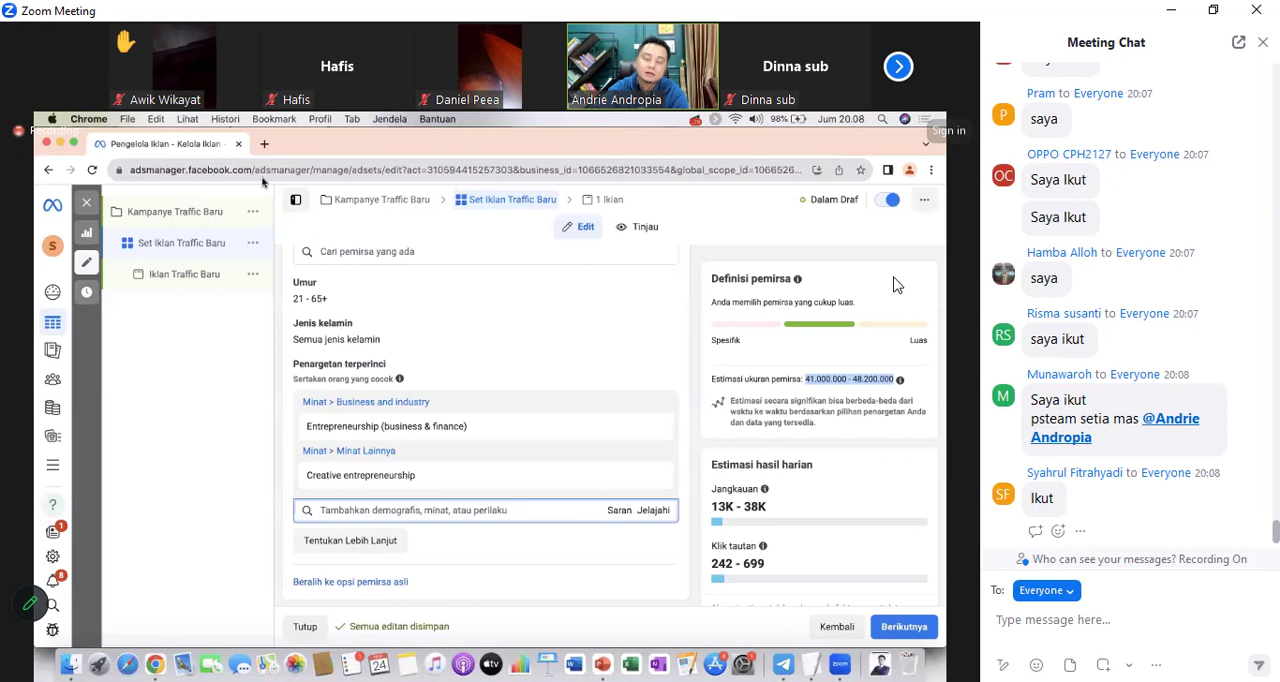 Zoom Meeting
Awik Wikayat
Hafis
Hafis
Daniel Peea
Andrie Andropia
Dinna sub
Dinna sub
Recording
Sign in
Chrome File Edit Lihat Histori Bookmark Profil Tab Jendela Bantuan
98% Jum 20.08
Pengelola Iklan - Kelola Iklan -
adsmanager.facebook.com/adsmanager/manage/adsets/edit?act=310594415257303&business_id=1066526821033554&global_scope_id=1066526...
S
Kampanye Traffic Baru
Set Iklan Traffic Baru
Iklan Traffic Baru
1
8
Kampanye Traffic Baru
Set Iklan Traffic Baru
1 Iklan
Dalam Draf
Edit
Tinjau
Cari pemirsa yang ada
Umur
21 - 65+
Jenis kelamin
Semua jenis kelamin
Penargetan terperinci
Sertakan orang yang cocok
Minat > Business and industry
Entrepreneurship (business & finance)
Minat > Minat Lainnya
Creative entrepreneurship
Tambahkan demografis, minat, atau perilaku
Saran Jelajahi
Tentukan Lebih Lanjut
Beralih ke opsi pemirsa asli
Definisi pemirsa
Anda memilih pemirsa yang cukup luas.
Spesifik
Luas
Estimasi ukuran pemirsa: 41.000.000 - 48.200.000
Estimasi secara signifikan bisa berbeda-beda dari
waktu ke waktu berdasarkan pilihan penargetan Anda
dan data yang tersedia.
Estimasi hasil harian
Jangkauan
13K - 38K
Klik tautan
242 - 699
Tutup
Semua editan disimpan
Kembali
Berikutnya
Meeting Chat
Pram to Everyone 20:07
P
saya
OPPO CPH2127 to Everyone 20:07
OC
Saya Ikut
Saya Ikut
Hamba Alloh to Everyone 20:07
saya
Risma susanti to Everyone 20:07
RS
saya ikut
Munawaroh to Everyone 20:08
M
Saya ikut
psteam setia mas @Andrie
Andropia
Syahrul Fitrahyadi to Everyone 20:08
SF
Ikut
Who can see your messages? Recording On
To: Everyone
Type message here...